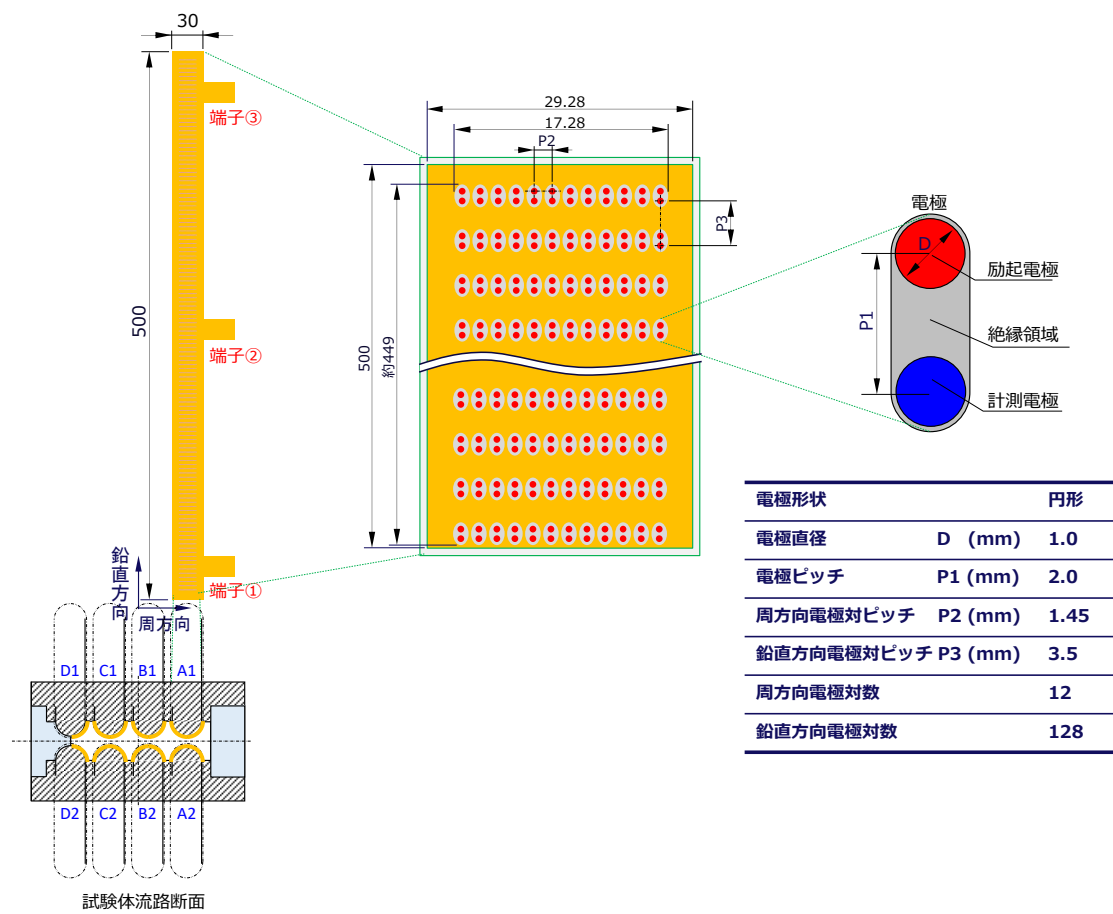 30
500
端子③
端子②
端子①
鉛直方向
周方向
D1 C1 B1 A1
D2 C2 B2 A2
試験体流路断面
29.28
17.28
P2
P3
500
約449
電極
D
P1
励起電極
絶縁領域
計測電極
電極形状 円形
電極直径 D (mm) 1.0
電極ピッチ P1 (mm) 2.0
周方向電極対ピッチ P2 (mm) 1.45
鉛直方向電極対ピッチ P3 (mm) 3.5
周方向電極対数 12
鉛直方向電極対数 128